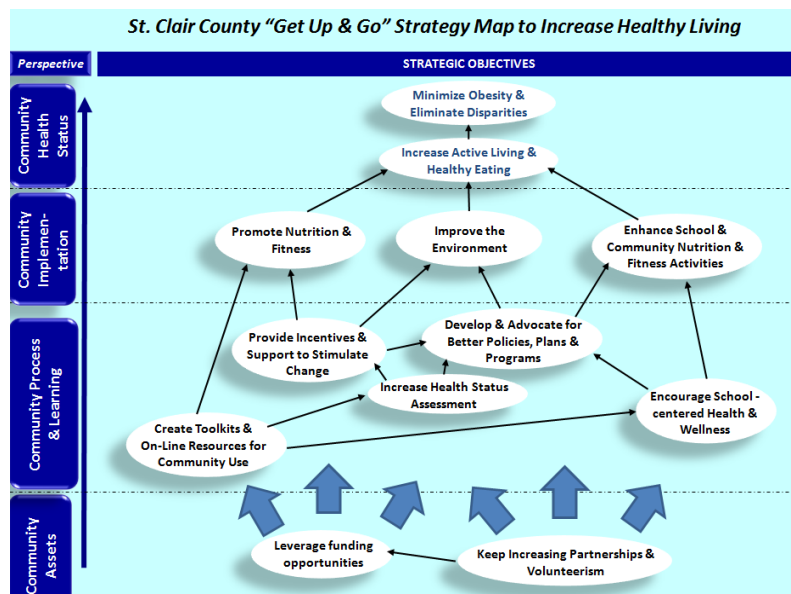 St. Clair County “Get Up & Go” Strategy Map to Increase Healthy Living
Perspective
STRATEGIC OBJECTIVES
Community
Health
Status
Minimize Obesity &
Eliminate Disparities
Increase Active Living &
Healthy Eating
Community
Implemen-
tation
Promote Nutrition &
Fitness
Improve the
Environment
Enhance School &
Community Nutrition &
Fitness Activities
Community Process
& Learning
Provide Incentives &
Support to Stimulate
Change
Develop & Advocate for
Better Policies, Plans &
Programs
Increase Health Status
Assessment
Create Toolkits &
On-Line Resources for
Community Use
Encourage School -
centered Health &
Wellness
Community
Assets
Leverage funding
opportunities
Keep Increasing Partnerships &
Volunteerism